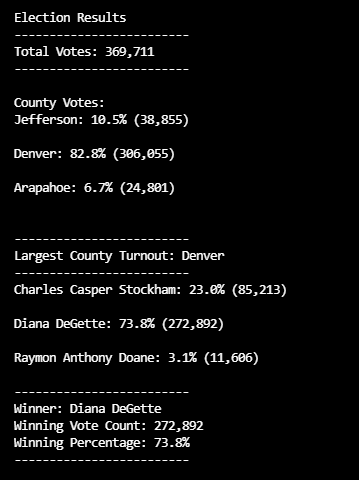 Election Results
-------------------------
Total Votes: 369,711
-------------------------
County Votes:
Jefferson: 10.5% (38,855)
Denver: 82.8% (306,055)
Arapahoe: 6.7% (24,801)
-------------------------
Largest County Turnout: Denver
-------------------------
Charles Casper Stockham: 23.0% (85,213)
Diana DeGette: 73.8% (272,892)
Raymon Anthony Doane: 3.1% (11,606)
-------------------------
Winner: Diana DeGette
Winning Vote Count: 272,892
Winning Percentage: 73.8%
-------------------------